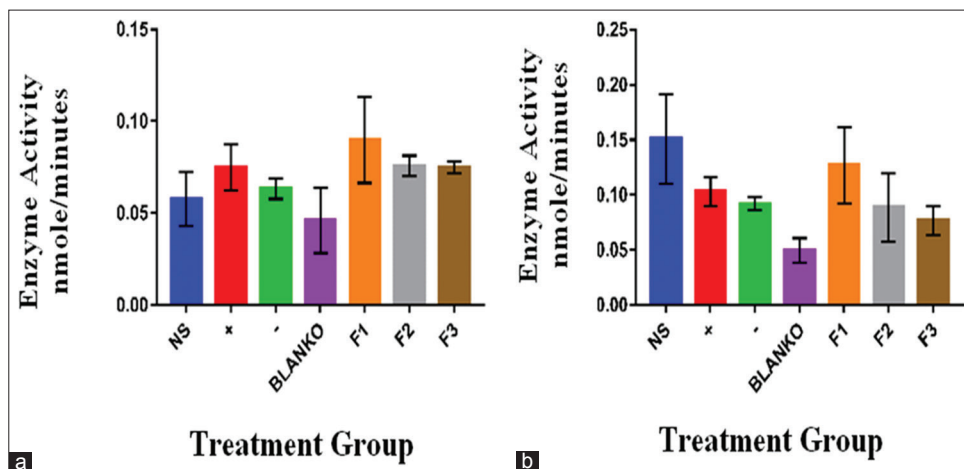 Enzyme Activity
nmole/minutes
0.15
0.10
0.05
0.00
NS
+
-
BLANKO
F1
F2
F3
Treatment Group
a
Enzyme Activity
nmole/minutes
0.25
0.20
0.15
0.10
0.05
0.00
NS
+
-
BLANKO
F1
F2
F3
Treatment Group
b